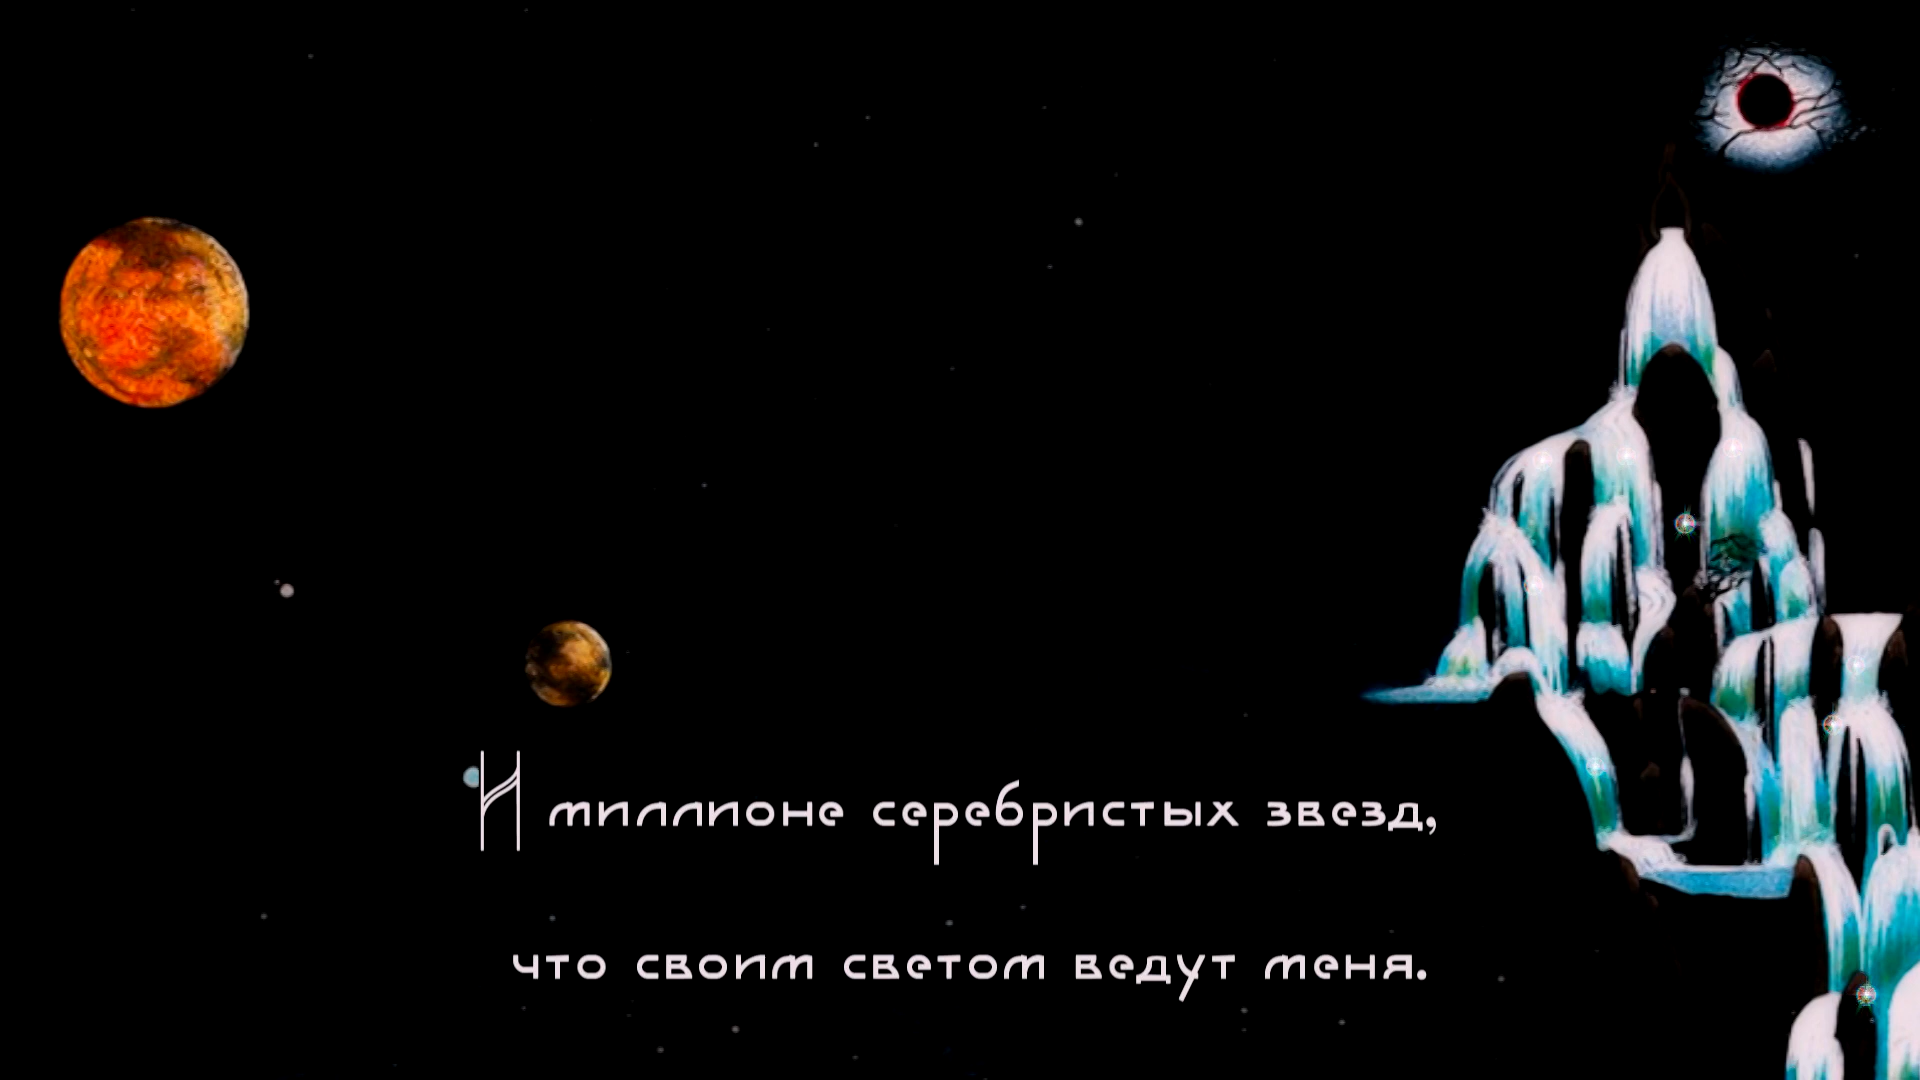 И миллионе серебристых звезд,
что своим светом ведут меня.